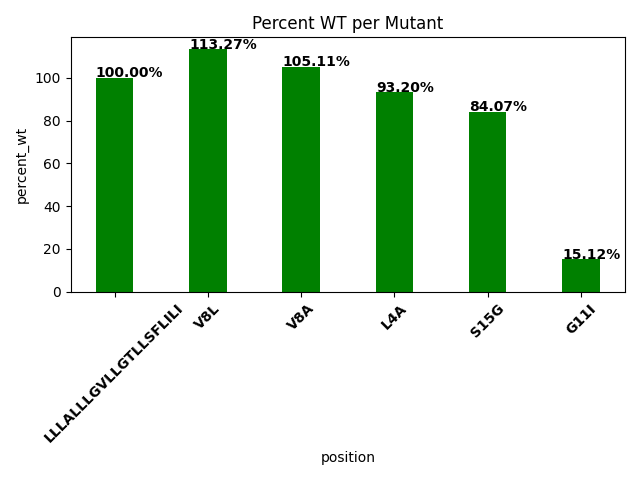 Percent WT per Mutant
percent_wt
100
80
60
40
20
0
100.00%
113.27%
105.11%
93.20%
84.07%
15.12%
LLLALLLGVLLGTLLSFLILI
V8L
V8A
L4A
S15G
G11I
position